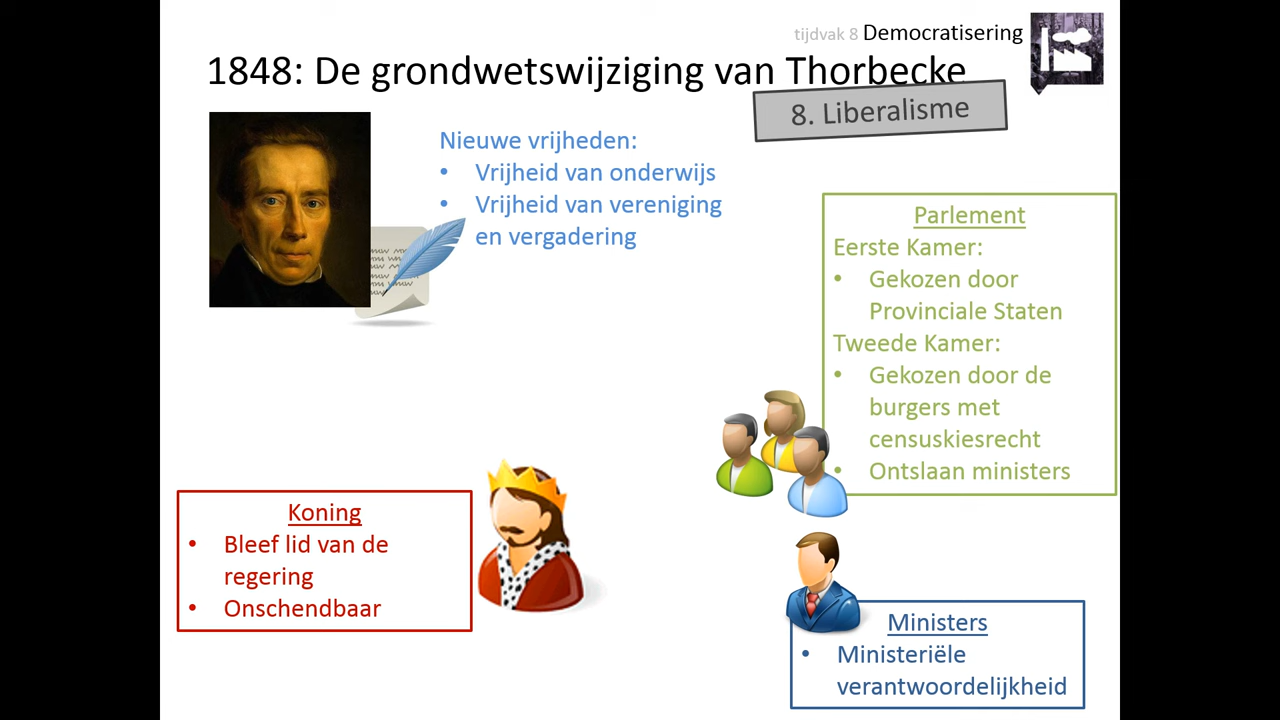 tijdvak 8 Democratisering
1848: De grondwetswijziging van Thorbecke
8. Liberalisme
Nieuwe vrijheden:
• Vrijheid van onderwijs
• Vrijheid van vereniging
en vergadering
Parlement
Eerste Kamer:
• Gekozen door
Provinciale Staten
Tweede Kamer:
• Gekozen door de
burgers met
censuskiesrecht
• Ontslaan ministers
Koning
• Bleef lid van de
regering
• Onschendbaar
Ministers
• Ministeriële
verantwoordelijkheid